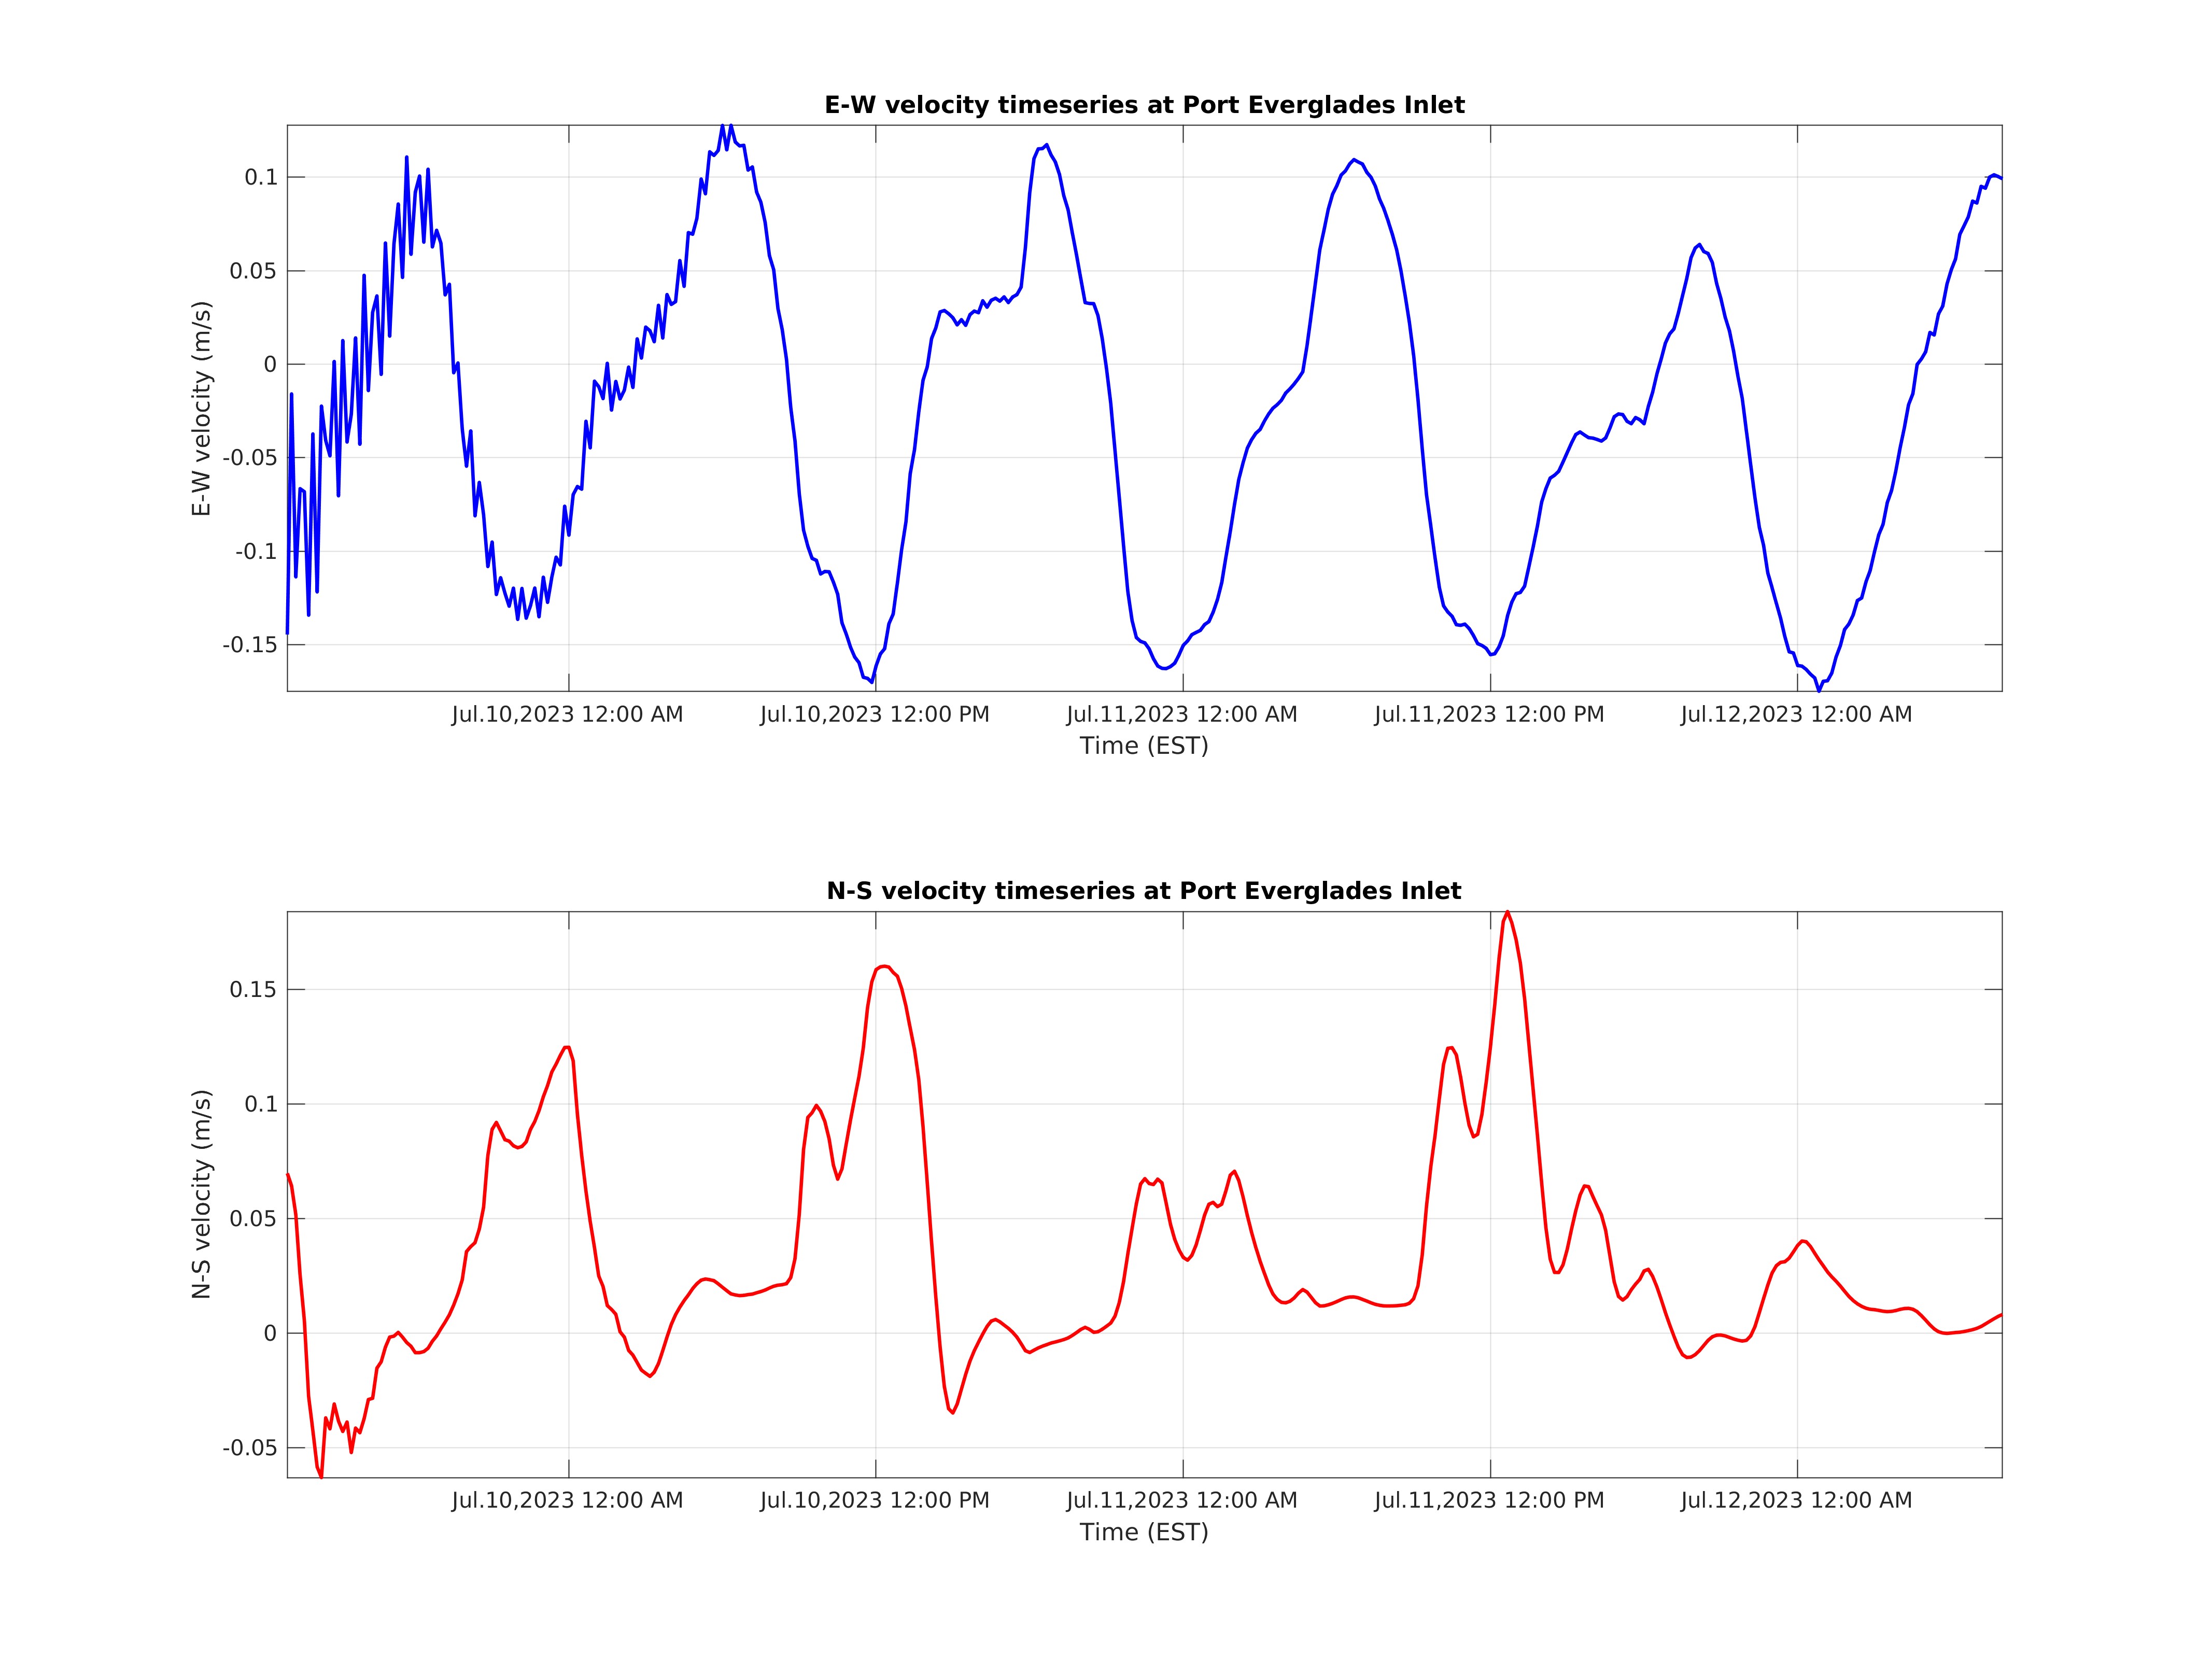 E-W velocity timeseries at Port Everglades Inlet
E-W velocity (m/s)
0.1
0.05
0
-0.05
-0.1
-0.15
Jul.10,2023 12:00 AM
Jul.10,2023 12:00 PM
Jul.11,2023 12:00 AM
Jul.11,2023 12:00 PM
Jul.12,2023 12:00 AM
Time (EST)
N-S velocity timeseries at Port Everglades Inlet
N-S velocity (m/s)
0.15
0.1
0.05
0
-0.05
Jul.10,2023 12:00 AM
Jul.10,2023 12:00 PM
Jul.11,2023 12:00 AM
Jul.11,2023 12:00 PM
Jul.12,2023 12:00 AM
Time (EST)